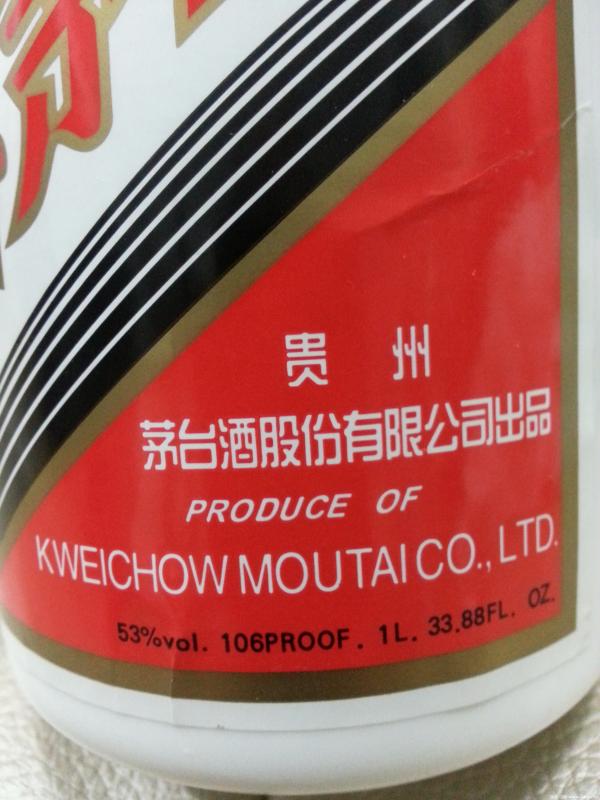 贵州
茅台酒股份有限公司出品
PRODUCE OF
KWEICHOW MOUTAI CO., LTD.
53%vol. 106PROOF. 1L. 33.88FL. OZ.